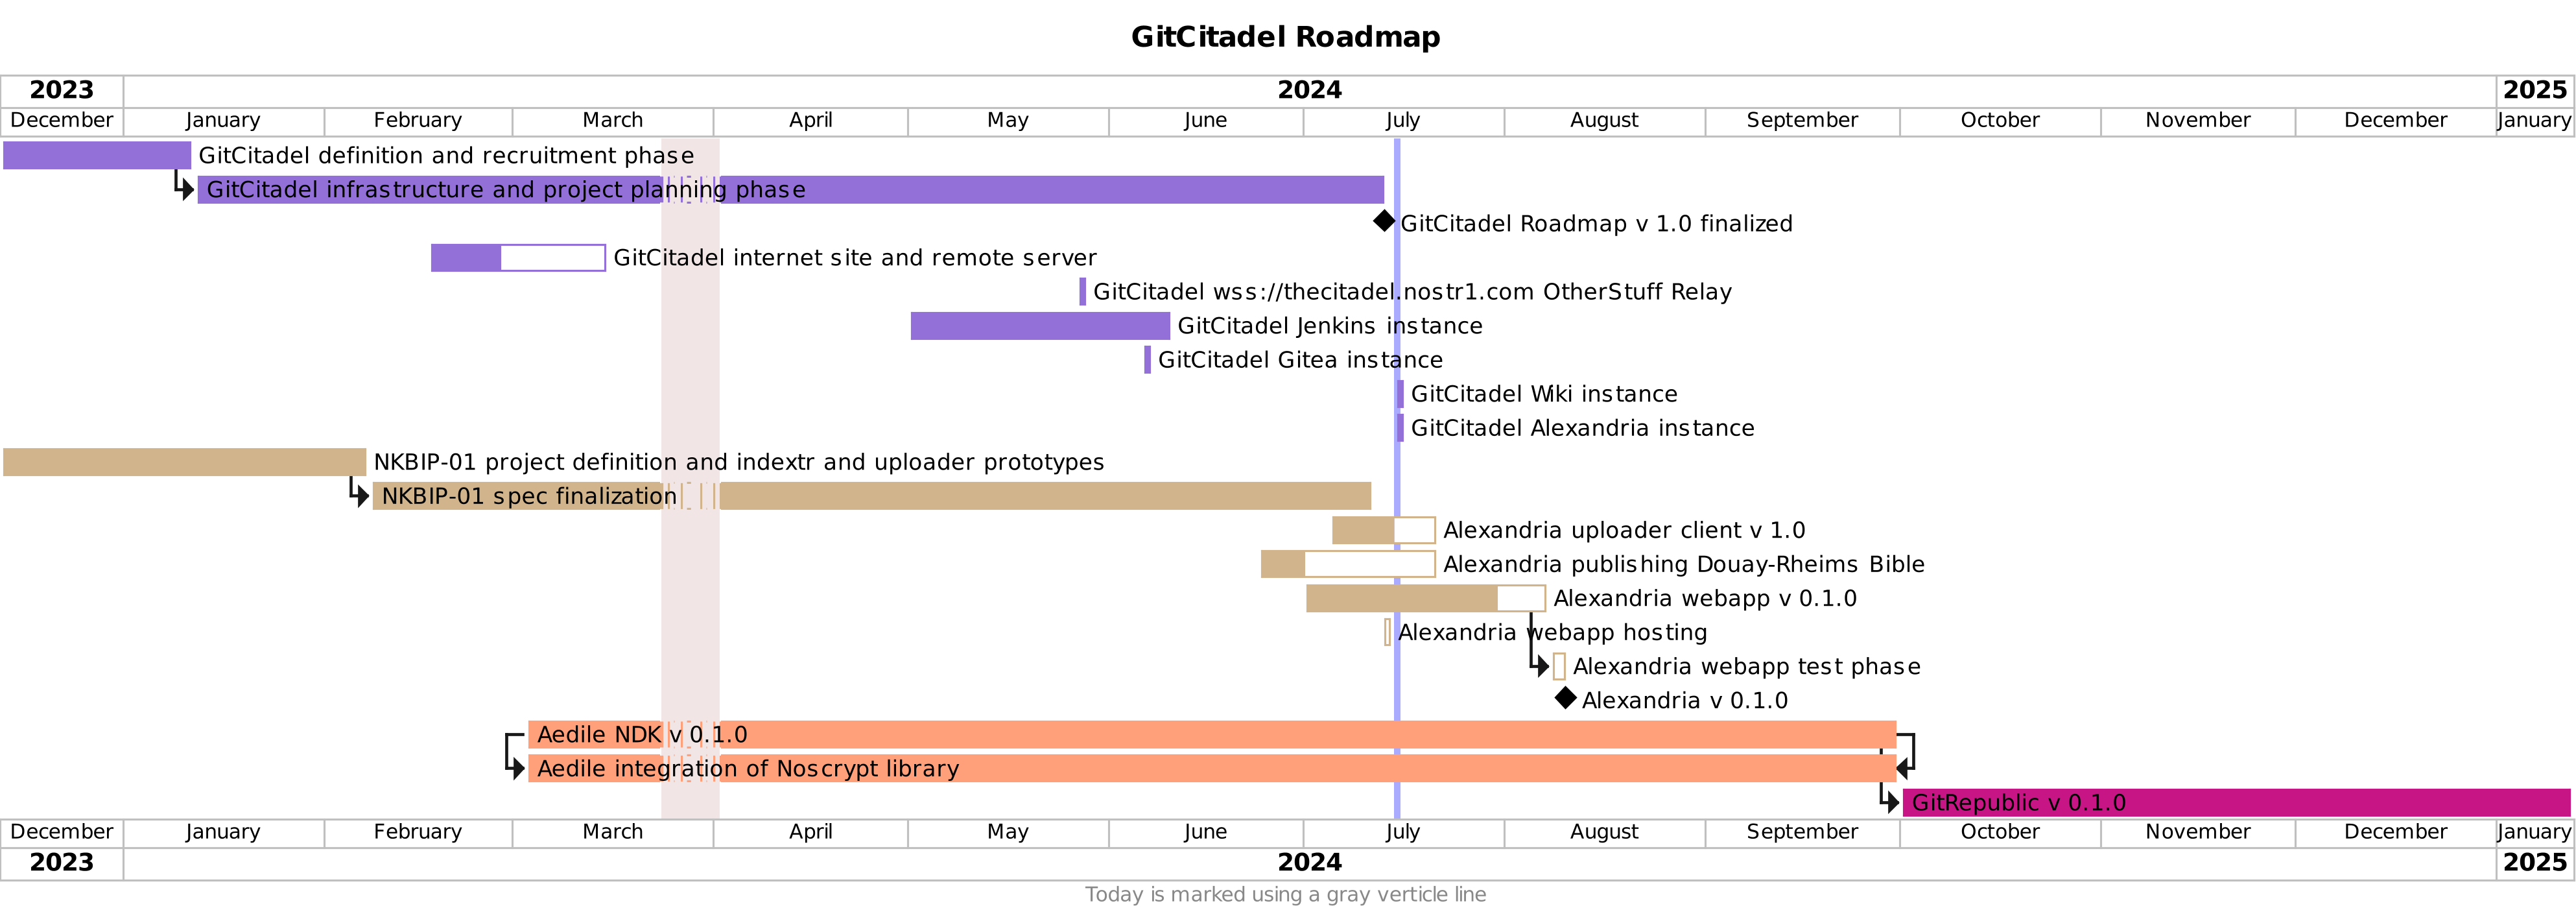 GitCitadel Roadmap
2023 2024 2025
December January February March April May June July August September October November December January
GitCitadel definition and recruitment phase
GitCitadel infrastructure and project planning phase
GitCitadel Roadmap v 1.0 finalized
GitCitadel internet site and remote server
GitCitadel wss://thecitadel.nostr1.com OtherStuff Relay
GitCitadel Jenkins instance
GitCitadel Gitea instance
GitCitadel Wiki instance
GitCitadel Alexandria instance
NKBIP-01 project definition and indextr and uploader prototypes
NKBIP-01 spec finalization
Alexandria uploader client v 1.0
Alexandria publishing Douay-Rheims Bible
Alexandria webapp v 0.1.0
Alexandria webapp hosting
Alexandria webapp test phase
Alexandria v 0.1.0
Aedile NDK v 0.1.0
Aedile integration of Noscrypt library
GitRepublic v 0.1.0
December January February March April May June July August September October November December January
2023 2024 2025
Today is marked using a gray verticle line